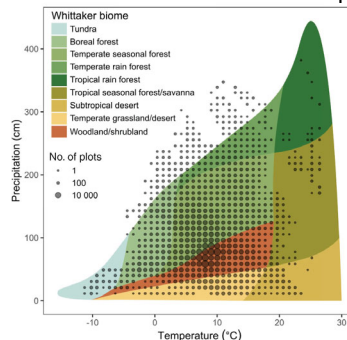 Whittaker biome
Tundra
Boreal forest
Temperate seasonal forest
Temperate rain forest
Tropical rain forest
Tropical seasonal forest/savanna
Subtropical desert
Temperate grassland/desert
Woodland/shrubland
No. of plots
1
100
10 000
Precipitation (cm)
400
300
200
100
0
-10 0 10 20 30
Temperature (°C)